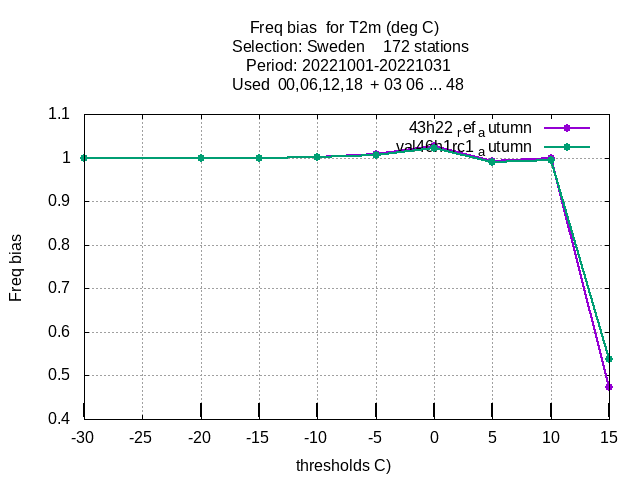 Freq bias for T2m (deg C)
Selection: Sweden 172 stations
Period: 20221001-20221031
Used 00,06,12,18 + 03 06 ... 48
43h22 ref a utumn
val46h1rc1 a utumn
1.1
1
0.9
0.8
0.7
0.6
0.5
0.4
Freq bias
-30 -25 -20 -15 -10 -5 0 5 10 15
thresholds C)